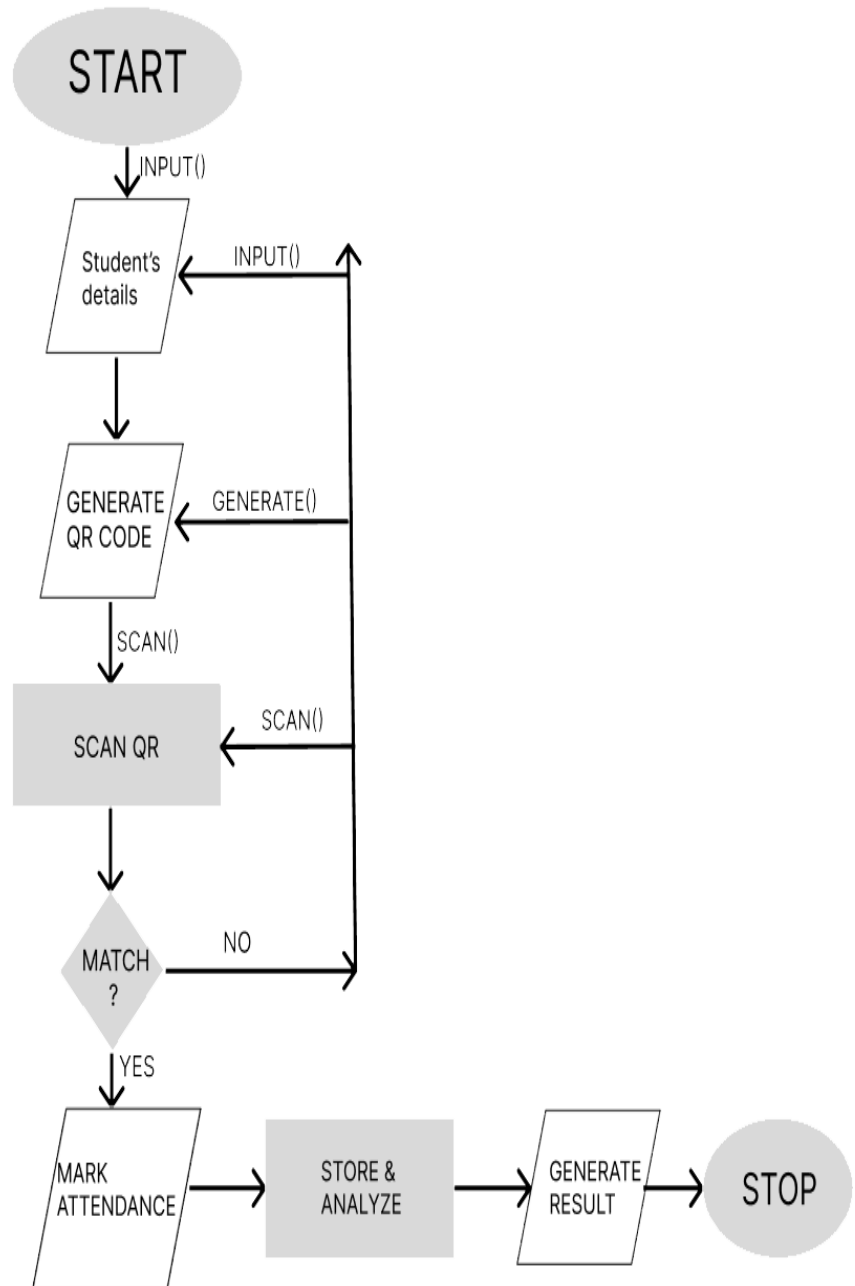 START
INPUT()
Student's
details
INPUT()
GENERATE
QR CODE
GENERATE()
SCAN()
SCAN QR
SCAN()
MATCH
?
NO
YES
MARK
ATTENDANCE
STORE &
ANALYZE
GENERATE
RESULT
STOP